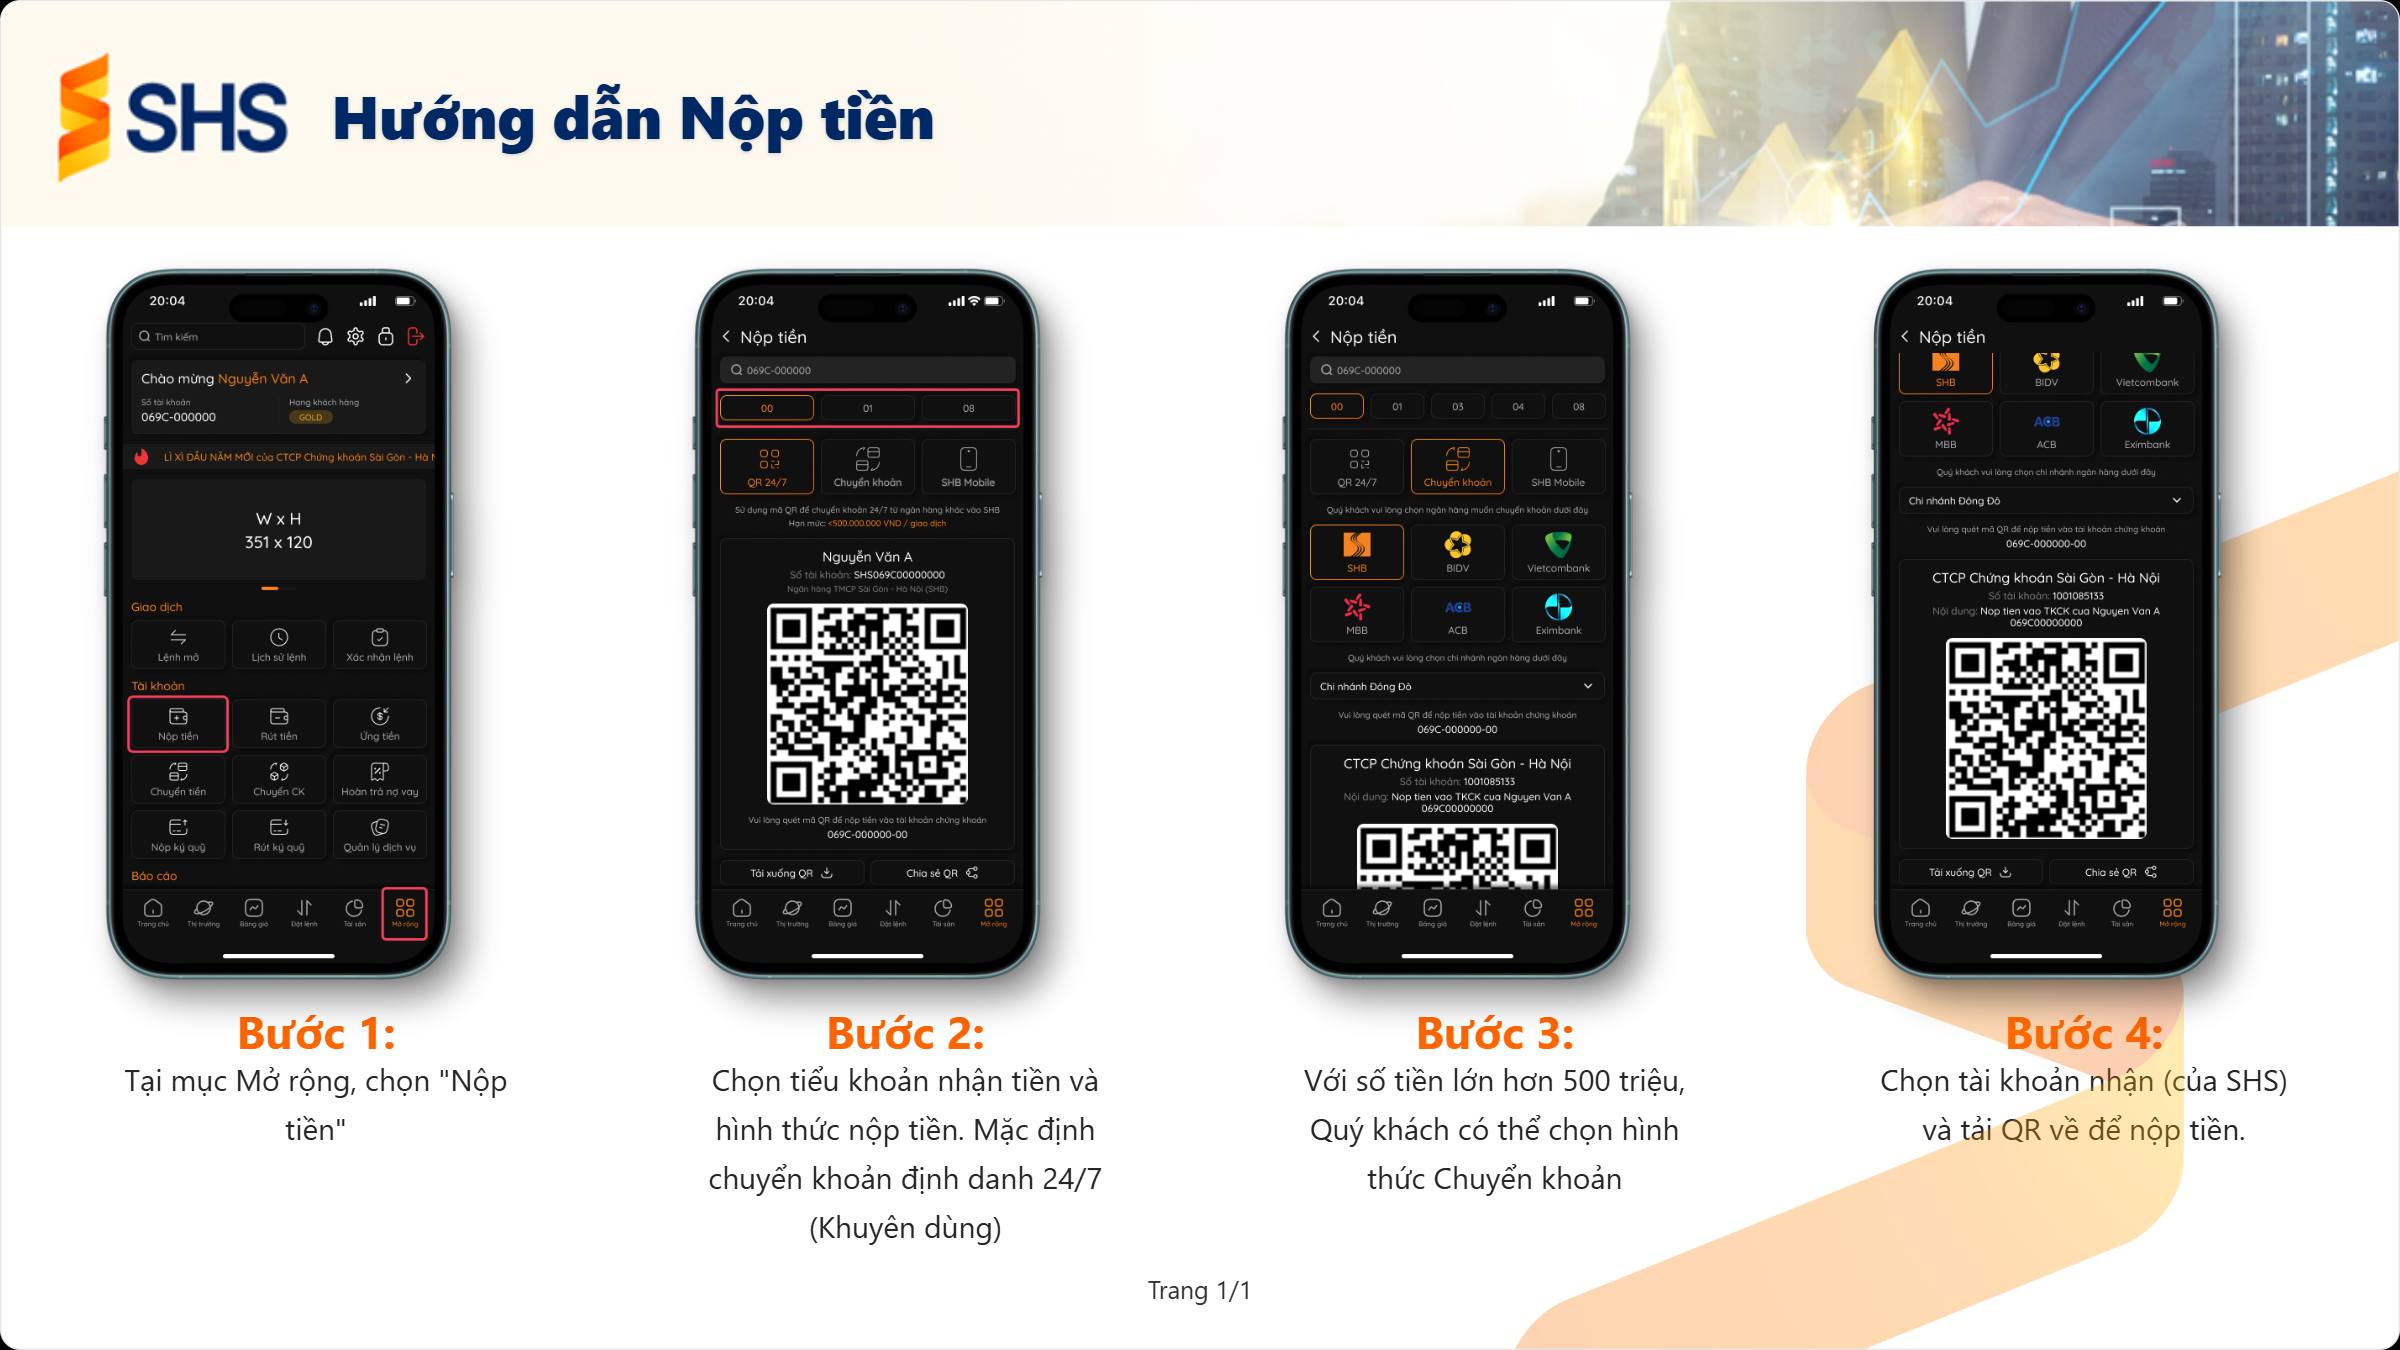 SHS
Hướng dẫn Nộp tiền
20:04
Tìm kiếm
Chào mừng Nguyễn Văn A
Số tài khoản
Hạng khách hàng
069C-000000
GOLD
LÌ XÌ ĐẦU NĂM MỚI của CTCP Chứng khoán Sài Gòn - Hà N
W x H
351 x 120
Giao dịch
Lệnh mở
Lịch sử lệnh
Xác nhận lệnh
Tài khoản
Nộp tiền
Rút tiền
Ứng tiền
Chuyển tiền
Chuyển CK
Hoàn trả nợ vay
Nộp ký quỹ
Rút ký quỹ
Quản lý dịch vụ
Báo cáo
Trang chủ
Thị trường
Bảng giá
Đặt lệnh
Tài sản
Mở rộng
Bước 1:
Tại mục Mở rộng, chọn "Nộp
tiền"
20:04
Nộp tiền
069C-000000
00
01
08
QR 24/7
Chuyển khoản
SHB Mobile
Sử dụng mã QR để chuyển khoản 24/7 từ ngân hàng khác vào SHB
Hạn mức: <500.000.000 VND / giao dịch
Nguyễn Văn A
Số tài khoản: SHS069C00000000
Ngân hàng TMCP Sài Gòn - Hà Nội (SHB)
Vui lòng quét mã QR để nộp tiền vào tài khoản chứng khoán
069C-000000-00
Tải xuống QR
Chia sẻ QR
Trang chủ
Thị trường
Bảng giá
Đặt lệnh
Tài sản
Mở rộng
Bước 2:
Chọn tiểu khoản nhận tiền và
hình thức nộp tiền. Mặc định
chuyển khoản định danh 24/7
(Khuyên dùng)
20:04
Nộp tiền
069C-000000
00
01
03
04
08
QR 24/7
Chuyển khoản
SHB Mobile
Quý khách vui lòng chọn ngân hàng muốn chuyển khoản dưới đây
SHB
BIDV
Vietcombank
MBB
ACB
ACB
Eximbank
Quý khách vui lòng chọn chi nhánh ngân hàng dưới đây
Chi nhánh Đông Đô
Vui lòng quét mã QR để nộp tiền vào tài khoản chứng khoán
069C-000000-00
CTCP Chứng khoán Sài Gòn - Hà Nội
Số tài khoản: 1001085133
Nội dung: Nop tien vao TKCK cua Nguyen Van A
069C00000000
Trang chủ
Thị trường
Bảng giá
Đặt lệnh
Tài sản
Mở rộng
Bước 3:
Với số tiền lớn hơn 500 triệu,
Quý khách có thể chọn hình
thức Chuyển khoản
20:04
Nộp tiền
SHB
BIDV
Vietcombank
MBB
ACB
ACB
Eximbank
Quý khách vui lòng chọn chi nhánh ngân hàng dưới đây
Chi nhánh Đông Đô
Vui lòng quét mã QR để nộp tiền vào tài khoản chứng khoán
069C-000000-00
CTCP Chứng khoán Sài Gòn - Hà Nội
Số tài khoản: 1001085133
Nội dung: Nop tien vao TKCK cua Nguyen Van A
069C00000000
Tải xuống QR
Chia sẻ QR
Trang chủ
Thị trường
Bảng giá
Đặt lệnh
Tài sản
Mở rộng
Bước 4:
Chọn tài khoản nhận (của SHS)
và tải QR về để nộp tiền.
Trang 1/1